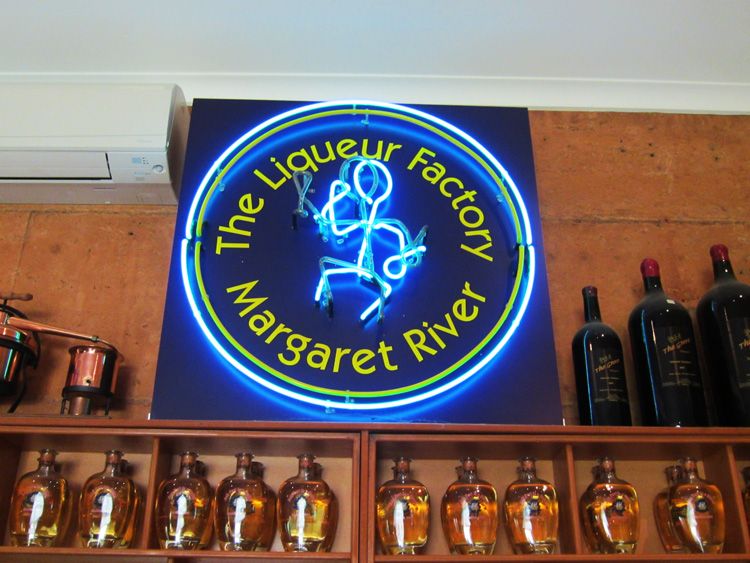 The Liqueur Factory
Margaret River